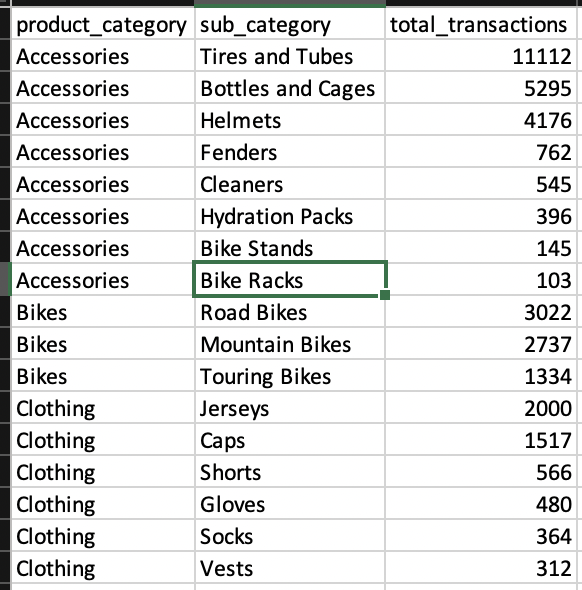 product_category sub_category total_transactions
Accessories Tires and Tubes 11112
Accessories Bottles and Cages 5295
Accessories Helmets 4176
Accessories Fenders 762
Accessories Cleaners 545
Accessories Hydration Packs 396
Accessories Bike Stands 145
Accessories Bike Racks 103
Bikes Road Bikes 3022
Bikes Mountain Bikes 2737
Bikes Touring Bikes 1334
Clothing Jerseys 2000
Clothing Caps 1517
Clothing Shorts 566
Clothing Gloves 480
Clothing Socks 364
Clothing Vests 312